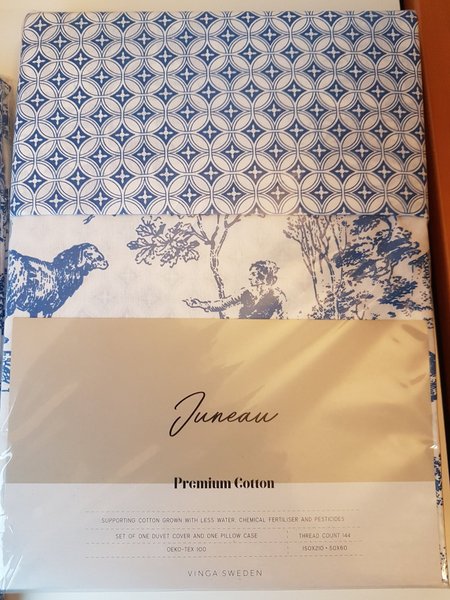 Juneau
Premium Cotton
SUPPORTING COTTON GROWN WITH LESS WATER, CHEMICAL FERTILISER AND PESTICIDES
SET OF ONE DUVET COVER AND ONE PILLOW CASE
THREAD COUNT 144
OEKO-TEX 100
150X210 + 50X60
VINGA SWEDEN